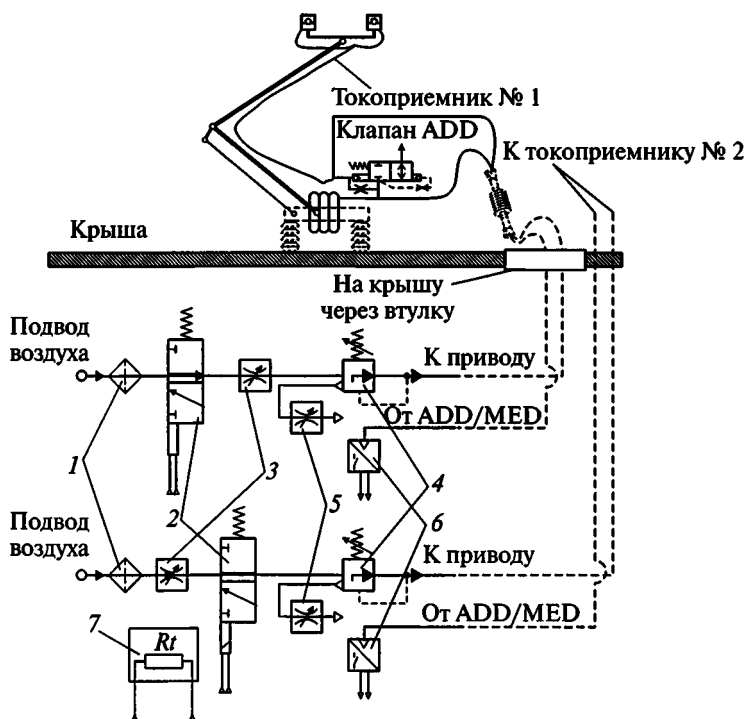 Токоприемник № 1
Клапан ADD
К токоприемнику № 2
Крыша
На крышу
через втулку
Подвод
воздуха
К приводу
От ADD/MED
1
2
3
5
4
6
Подвод
воздуха
К приводу
От ADD/MED
7
Rt